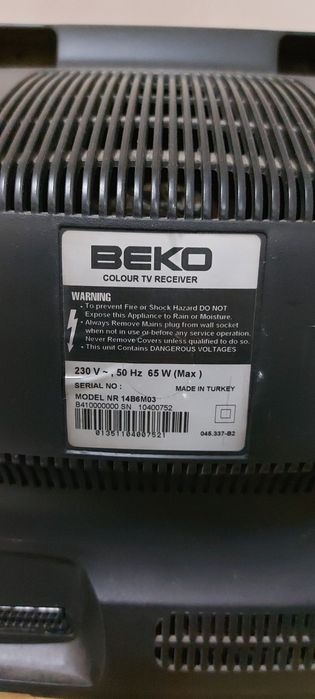 BEKO
COLOUR TV RECEIVER
WARNING
• To prevent Fire or Shock Hazard DO NOT
Expose this Appliance to Rain or Moisture.
• Always Remove Mains plug from wall socket
when not in use or before any service operation.
Never Remove Covers unless qualified to do so.
• This unit Contains DANGEROUS VOLTAGES
230 V ~ , 50 Hz 65 W (Max )
SERIAL NO :
MADE IN TURKEY
MODEL NR 14B6M03
B410000000 SN 10400752
01351104007521
045.337-B2